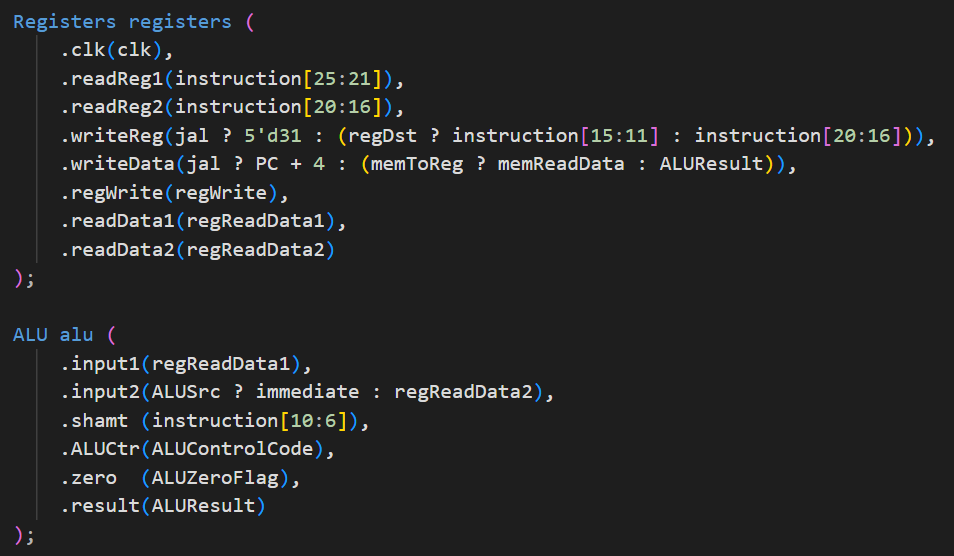 Registers registers (
.clk(clk),
.readReg1(instruction[25:21]),
.readReg2(instruction[20:16]),
.writeReg(jal ? 5'd31 : (regDst ? instruction[15:11] : instruction[20:16])),
.writeData(jal ? PC + 4 : (memToReg ? memReadData : ALUResult)),
.regWrite(regWrite),
.readData1(regReadData1),
.readData2(regReadData2)
);
ALU alu (
.input1(regReadData1),
.input2(ALUSrc ? immediate : regReadData2),
.shamt (instruction[10:6]),
.ALUCtr(ALUControlCode),
.zero  (ALUZeroFlag),
.result(ALUResult)
);